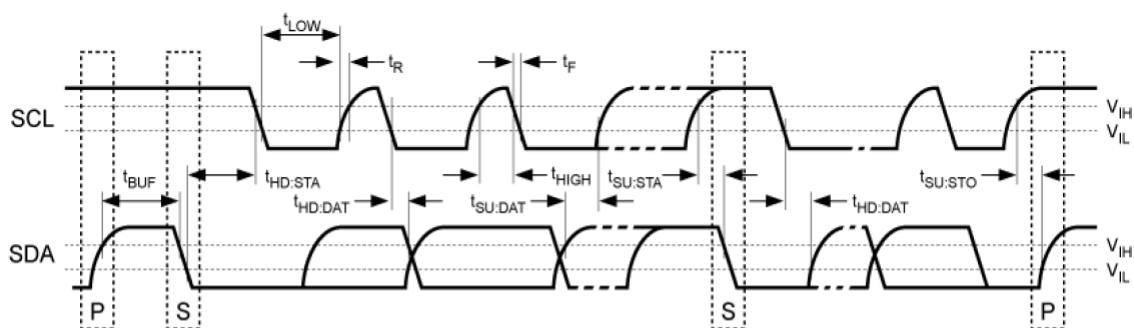 tLOW
tR
tF
SCL
VIH
VIL
tBUF
tHD:STA
tHD:DAT
tSU:DAT
tHIGH
tSU:STA
tSU:STO
tHD:DAT
SDA
VIH
VIL
P
S
S
P